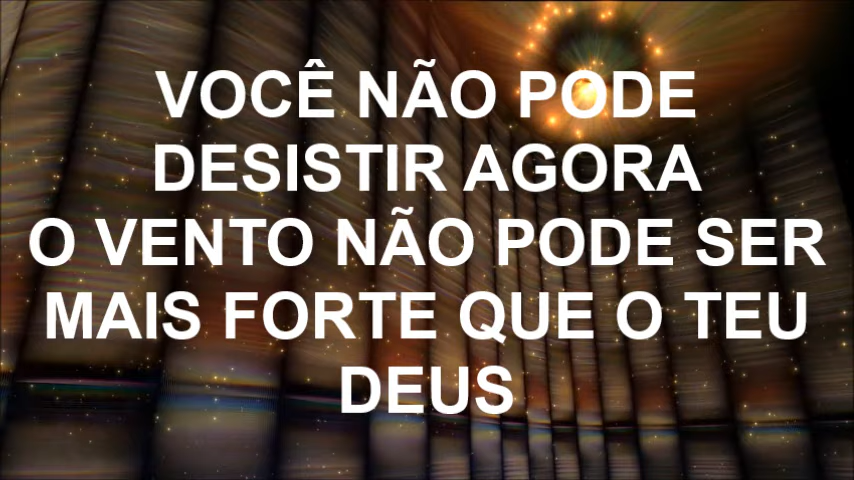 VOCÊ NÃO PODE
DESISTIR AGORA
O VENTO NÃO PODE SER
MAIS FORTE QUE O TEU
DEUS